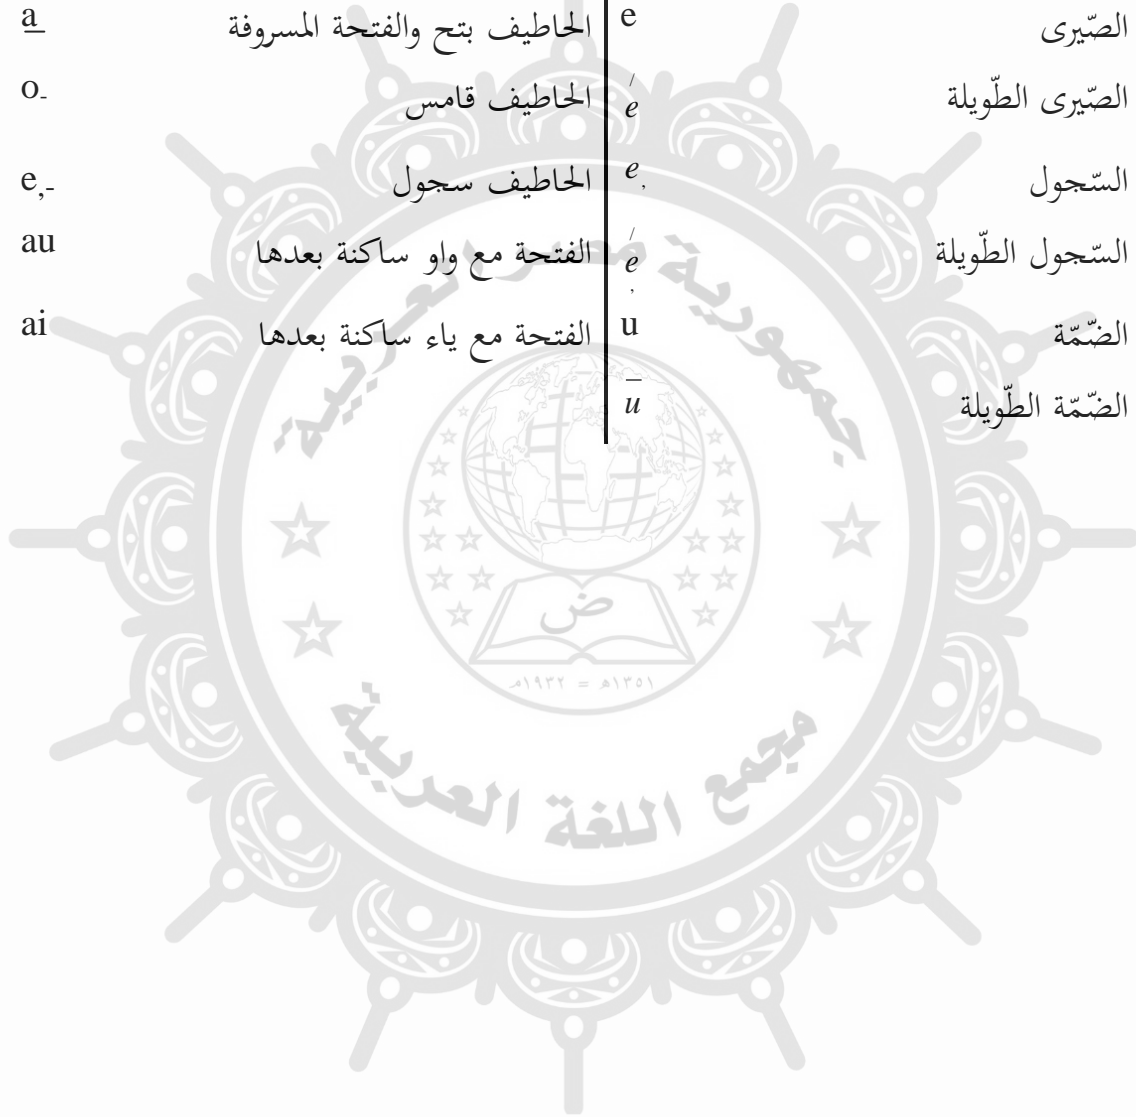 الصّيرى e الحاطيف بتح والفتحة المسروفة a̲
الصّيرى الطّويلة é الحاطيف قامس o-
السّجول e, الحاطيف سجول e,-
السّجول الطّويلة é, الفتحة مع واو ساكنة بعدها au
الضّمّة u الفتحة مع ياء ساكنة بعدها ai
الضّمّة الطّويلة ū
جمهورية مصر العربية
ض
١٣٥١هـ = ١٩٣٢م
مجمع اللغة العربية